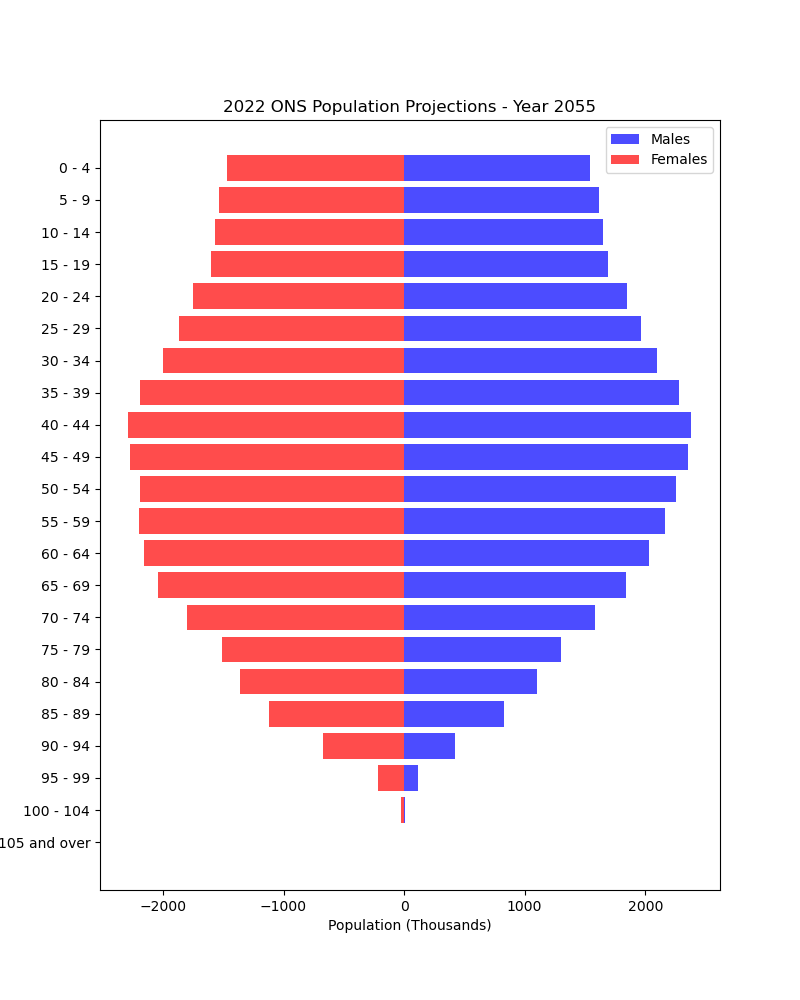 2022 ONS Population Projections - Year 2055
Males
Females
0 - 4
5 - 9
10 - 14
15 - 19
20 - 24
25 - 29
30 - 34
35 - 39
40 - 44
45 - 49
50 - 54
55 - 59
60 - 64
65 - 69
70 - 74
75 - 79
80 - 84
85 - 89
90 - 94
95 - 99
100 - 104
105 and over
−2000 −1000 0 1000 2000
Population (Thousands)